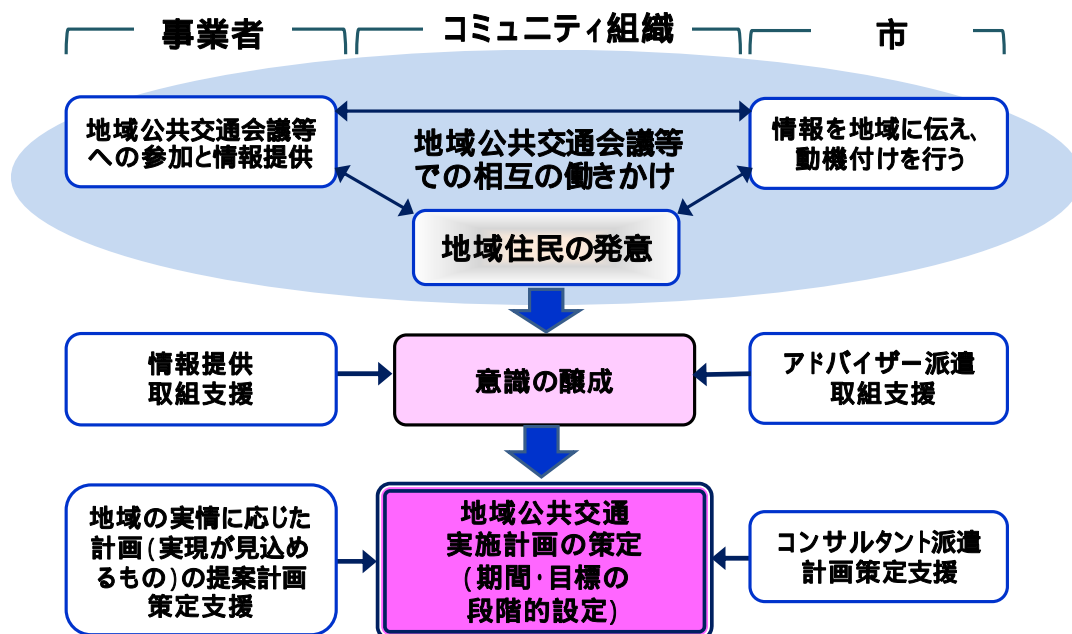 事業者
コミュニティ組織
市
地域公共交通会議等
への参加と情報提供
地域公共交通会議等
での相互の働きかけ
情報を地域に伝え、
動機付けを行う
地域住民の発意
情報提供
取組支援
意識の醸成
アドバイザー派遣
取組支援
地域の実情に応じた
計画(実現が見込め
るもの)の提案計画
策定支援
地域公共交通
実施計画の策定
(期間・目標の
段階的設定)
コンサルタント派遣
計画策定支援